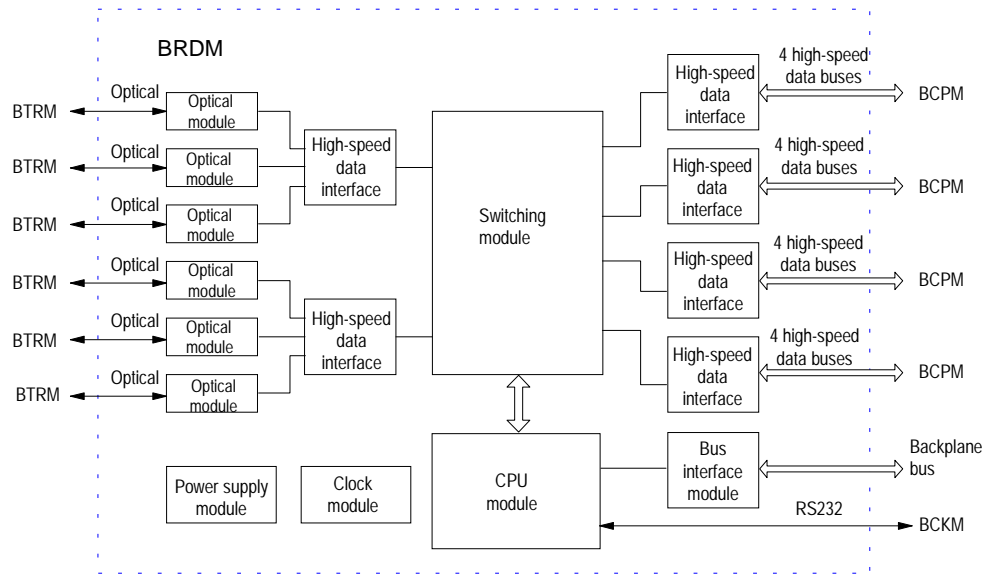 BRDM
BTRM
Optical
Optical
module
BTRM
Optical
Optical
module
BTRM
Optical
Optical
module
High-speed
data
interface
BTRM
Optical
Optical
module
BTRM
Optical
Optical
module
BTRM
Optical
Optical
module
High-speed
data
interface
Switching
module
High-speed
data
interface
4 high-speed
data buses
BCPM
High-speed
data
interface
4 high-speed
data buses
BCPM
High-speed
data
interface
4 high-speed
data buses
BCPM
High-speed
data
interface
4 high-speed
data buses
BCPM
Power supply
module
Clock
module
CPU
module
Bus
interface
module
Backplane
bus
RS232
BCKM